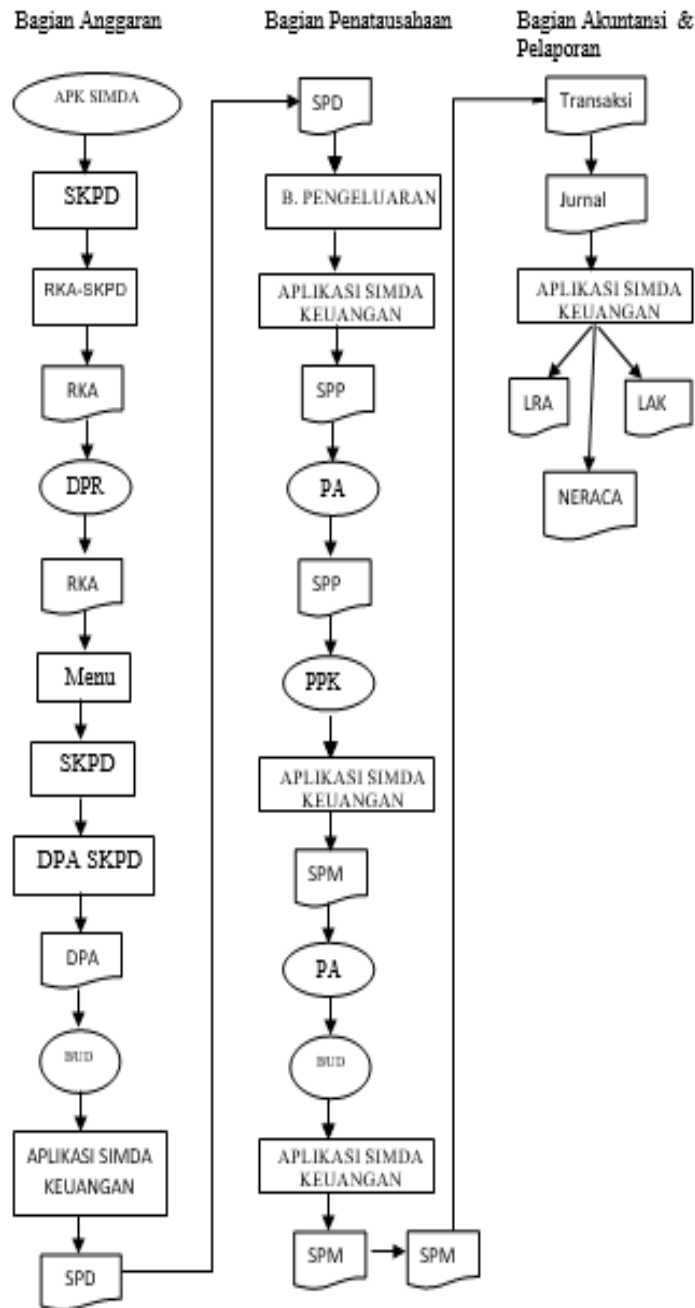 Bagian Anggaran
APK SIMDA
SKPD
RKA-SKPD
RKA
DPR
RKA
Menu
SKPD
DPA SKPD
DPA
BUD
APLIKASI SIMDA
KEUANGAN
SPD
Bagian Penatausahaan
SPD
B. PENGELUARAN
APLIKASI SIMDA
KEUANGAN
SPP
PA
SPP
PPK
APLIKASI SIMDA
KEUANGAN
SPM
PA
BUD
APLIKASI SIMDA
KEUANGAN
SPM
SPM
Bagian Akuntansi &
Pelaporan
Transaksi
Jurnal
APLIKASI SIMDA
KEUANGAN
LRA
LAK
NERACA